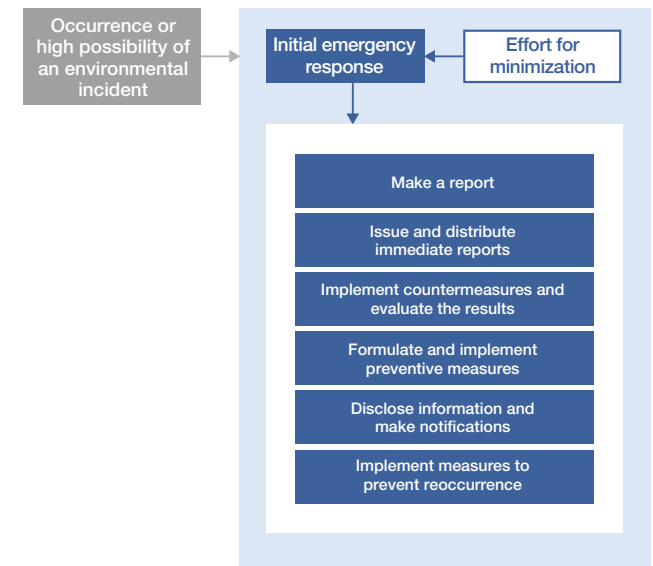 Occurrence or
high possibility of
an environmental
incident
Initial emergency
response
Effort for
minimization
Make a report
Issue and distribute
immediate reports
Implement countermeasures and
evaluate the results
Formulate and implement
preventive measures
Disclose information and
make notifications
Implement measures to
prevent reoccurrence